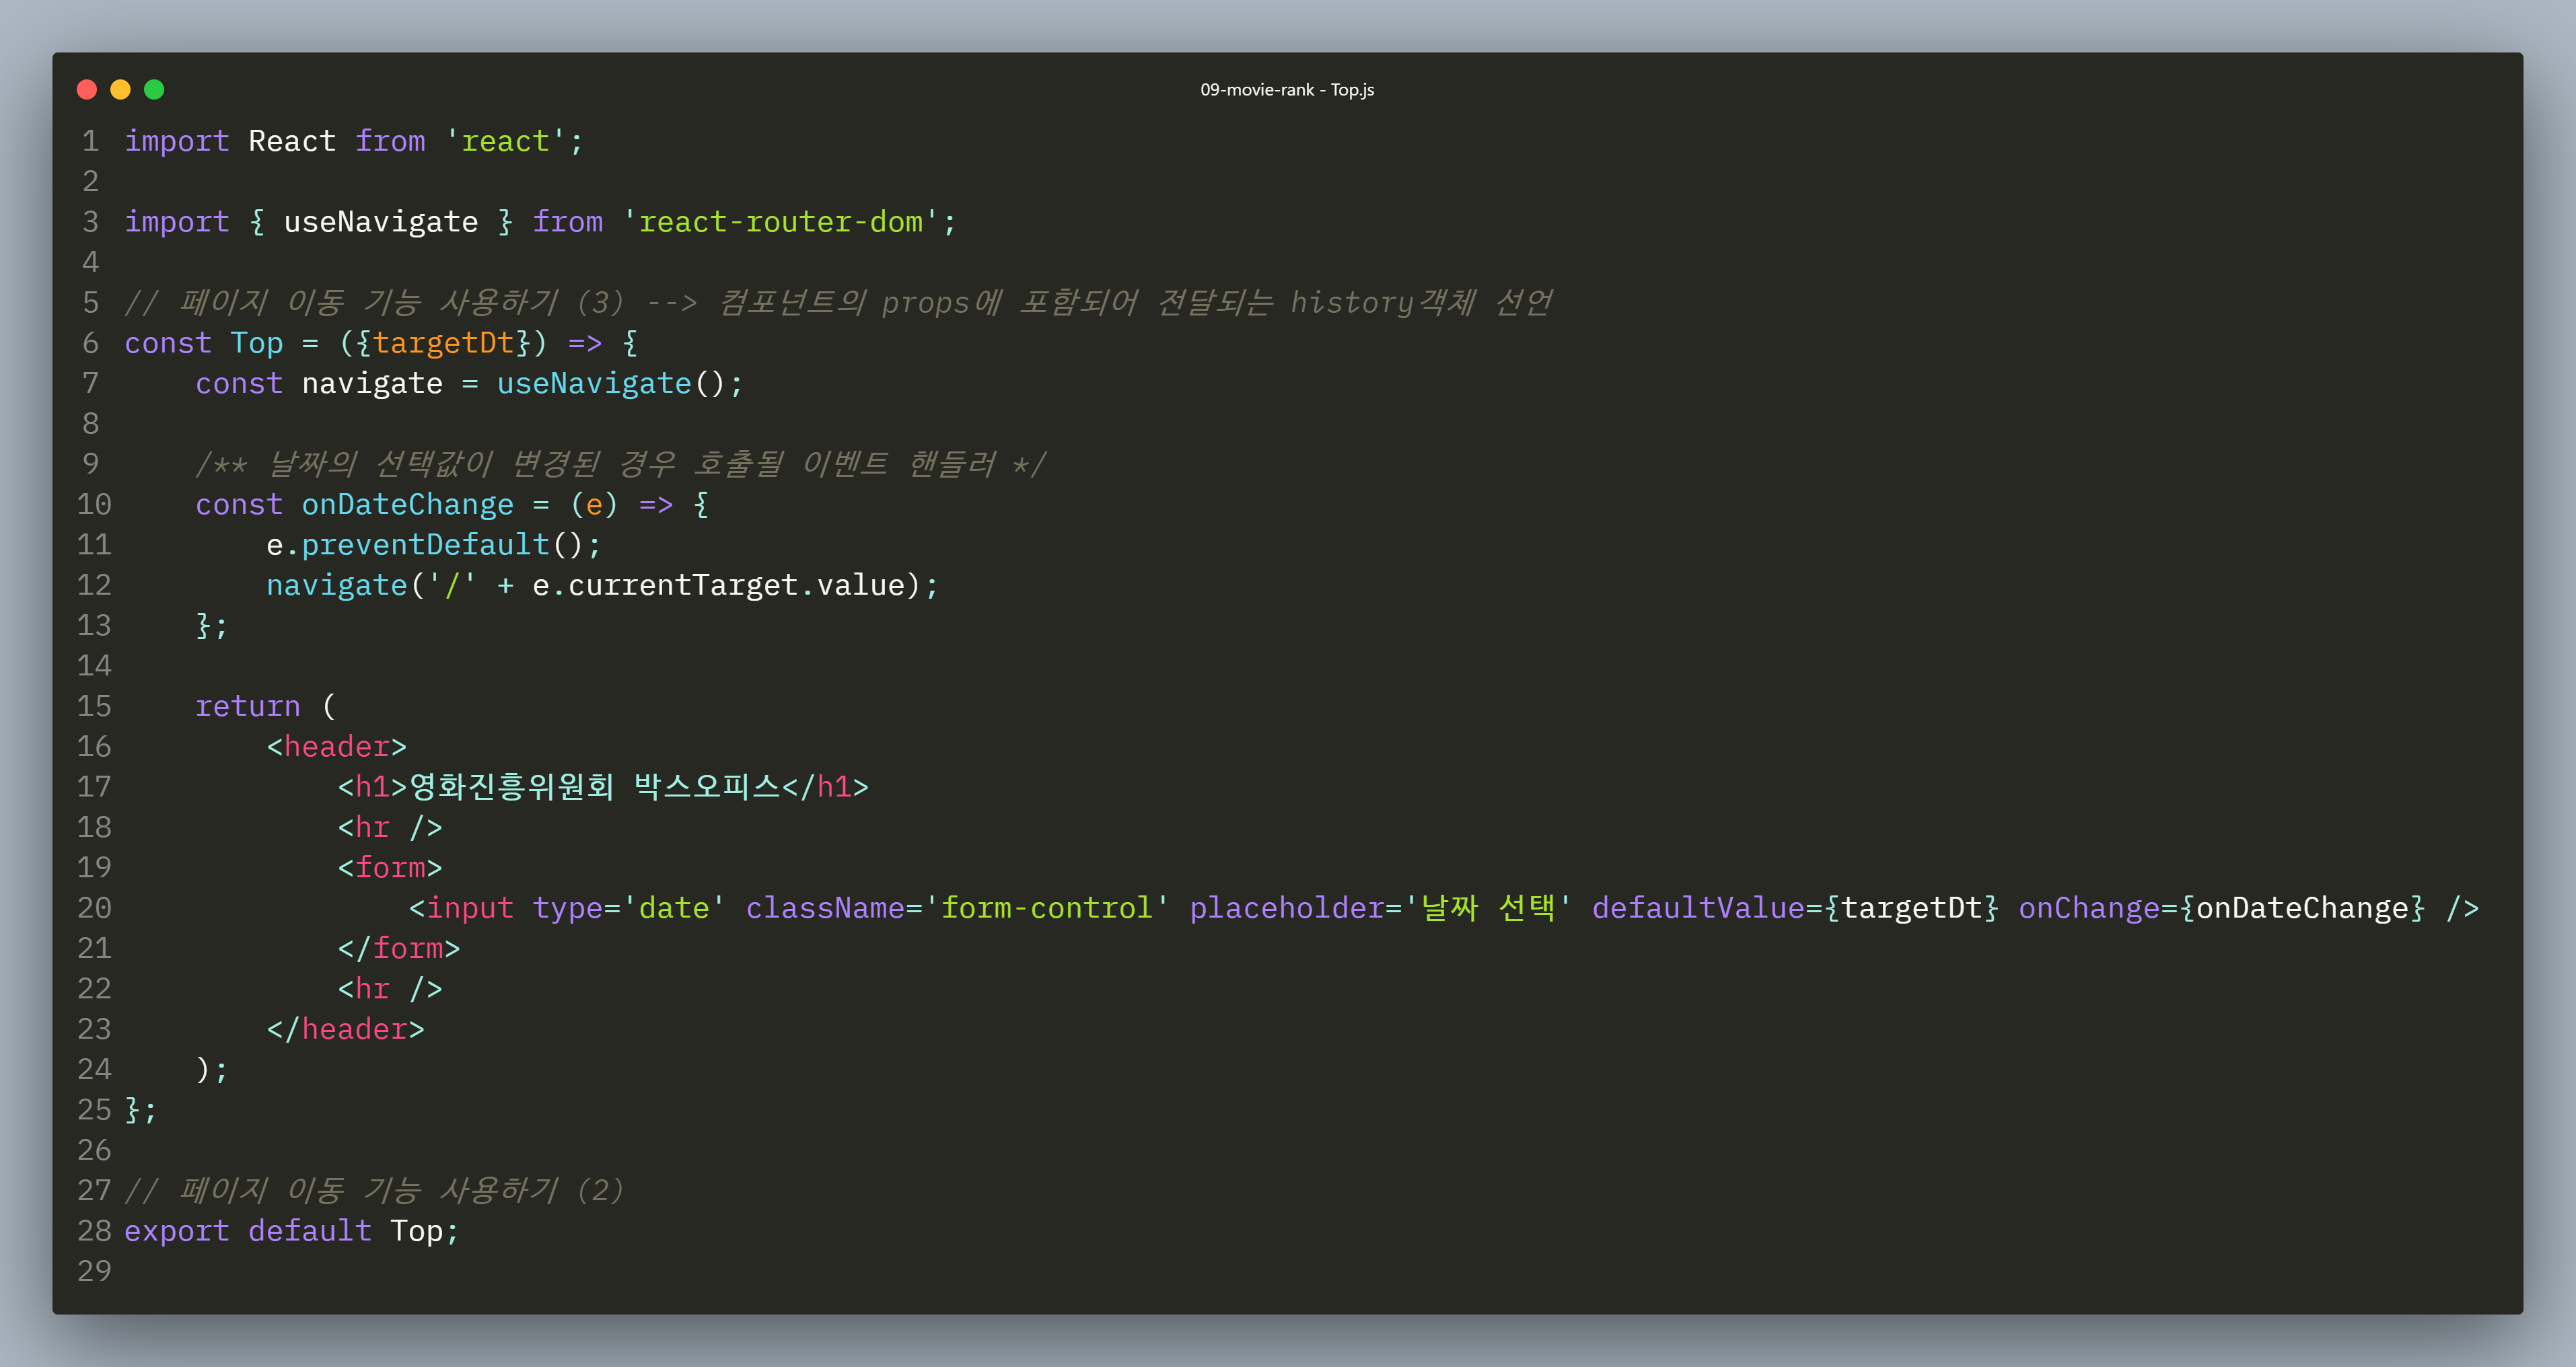 09-movie-rank - Top.js
1 import React from 'react';
2
3 import { useNavigate } from 'react-router-dom';
4
5 // 페이지 이동 기능 사용하기 (3) --> 컴포넌트의 props에 포함되어 전달되는 history객체 선언
6 const Top = ({targetDt}) => {
7     const navigate = useNavigate();
8
9     /** 날짜의 선택값이 변경된 경우 호출될 이벤트 핸들러 */
10     const onDateChange = (e) => {
11         e.preventDefault();
12         navigate('/' + e.currentTarget.value);
13     };
14
15     return (
16         <header>
17             <h1>영화진흥위원회 박스오피스</h1>
18             <hr />
19             <form>
20                 <input type='date' className='form-control' placeholder='날짜 선택' defaultValue={targetDt} onChange={onDateChange} />
21             </form>
22             <hr />
23         </header>
24     );
25 };
26
27 // 페이지 이동 기능 사용하기 (2)
28 export default Top;
29